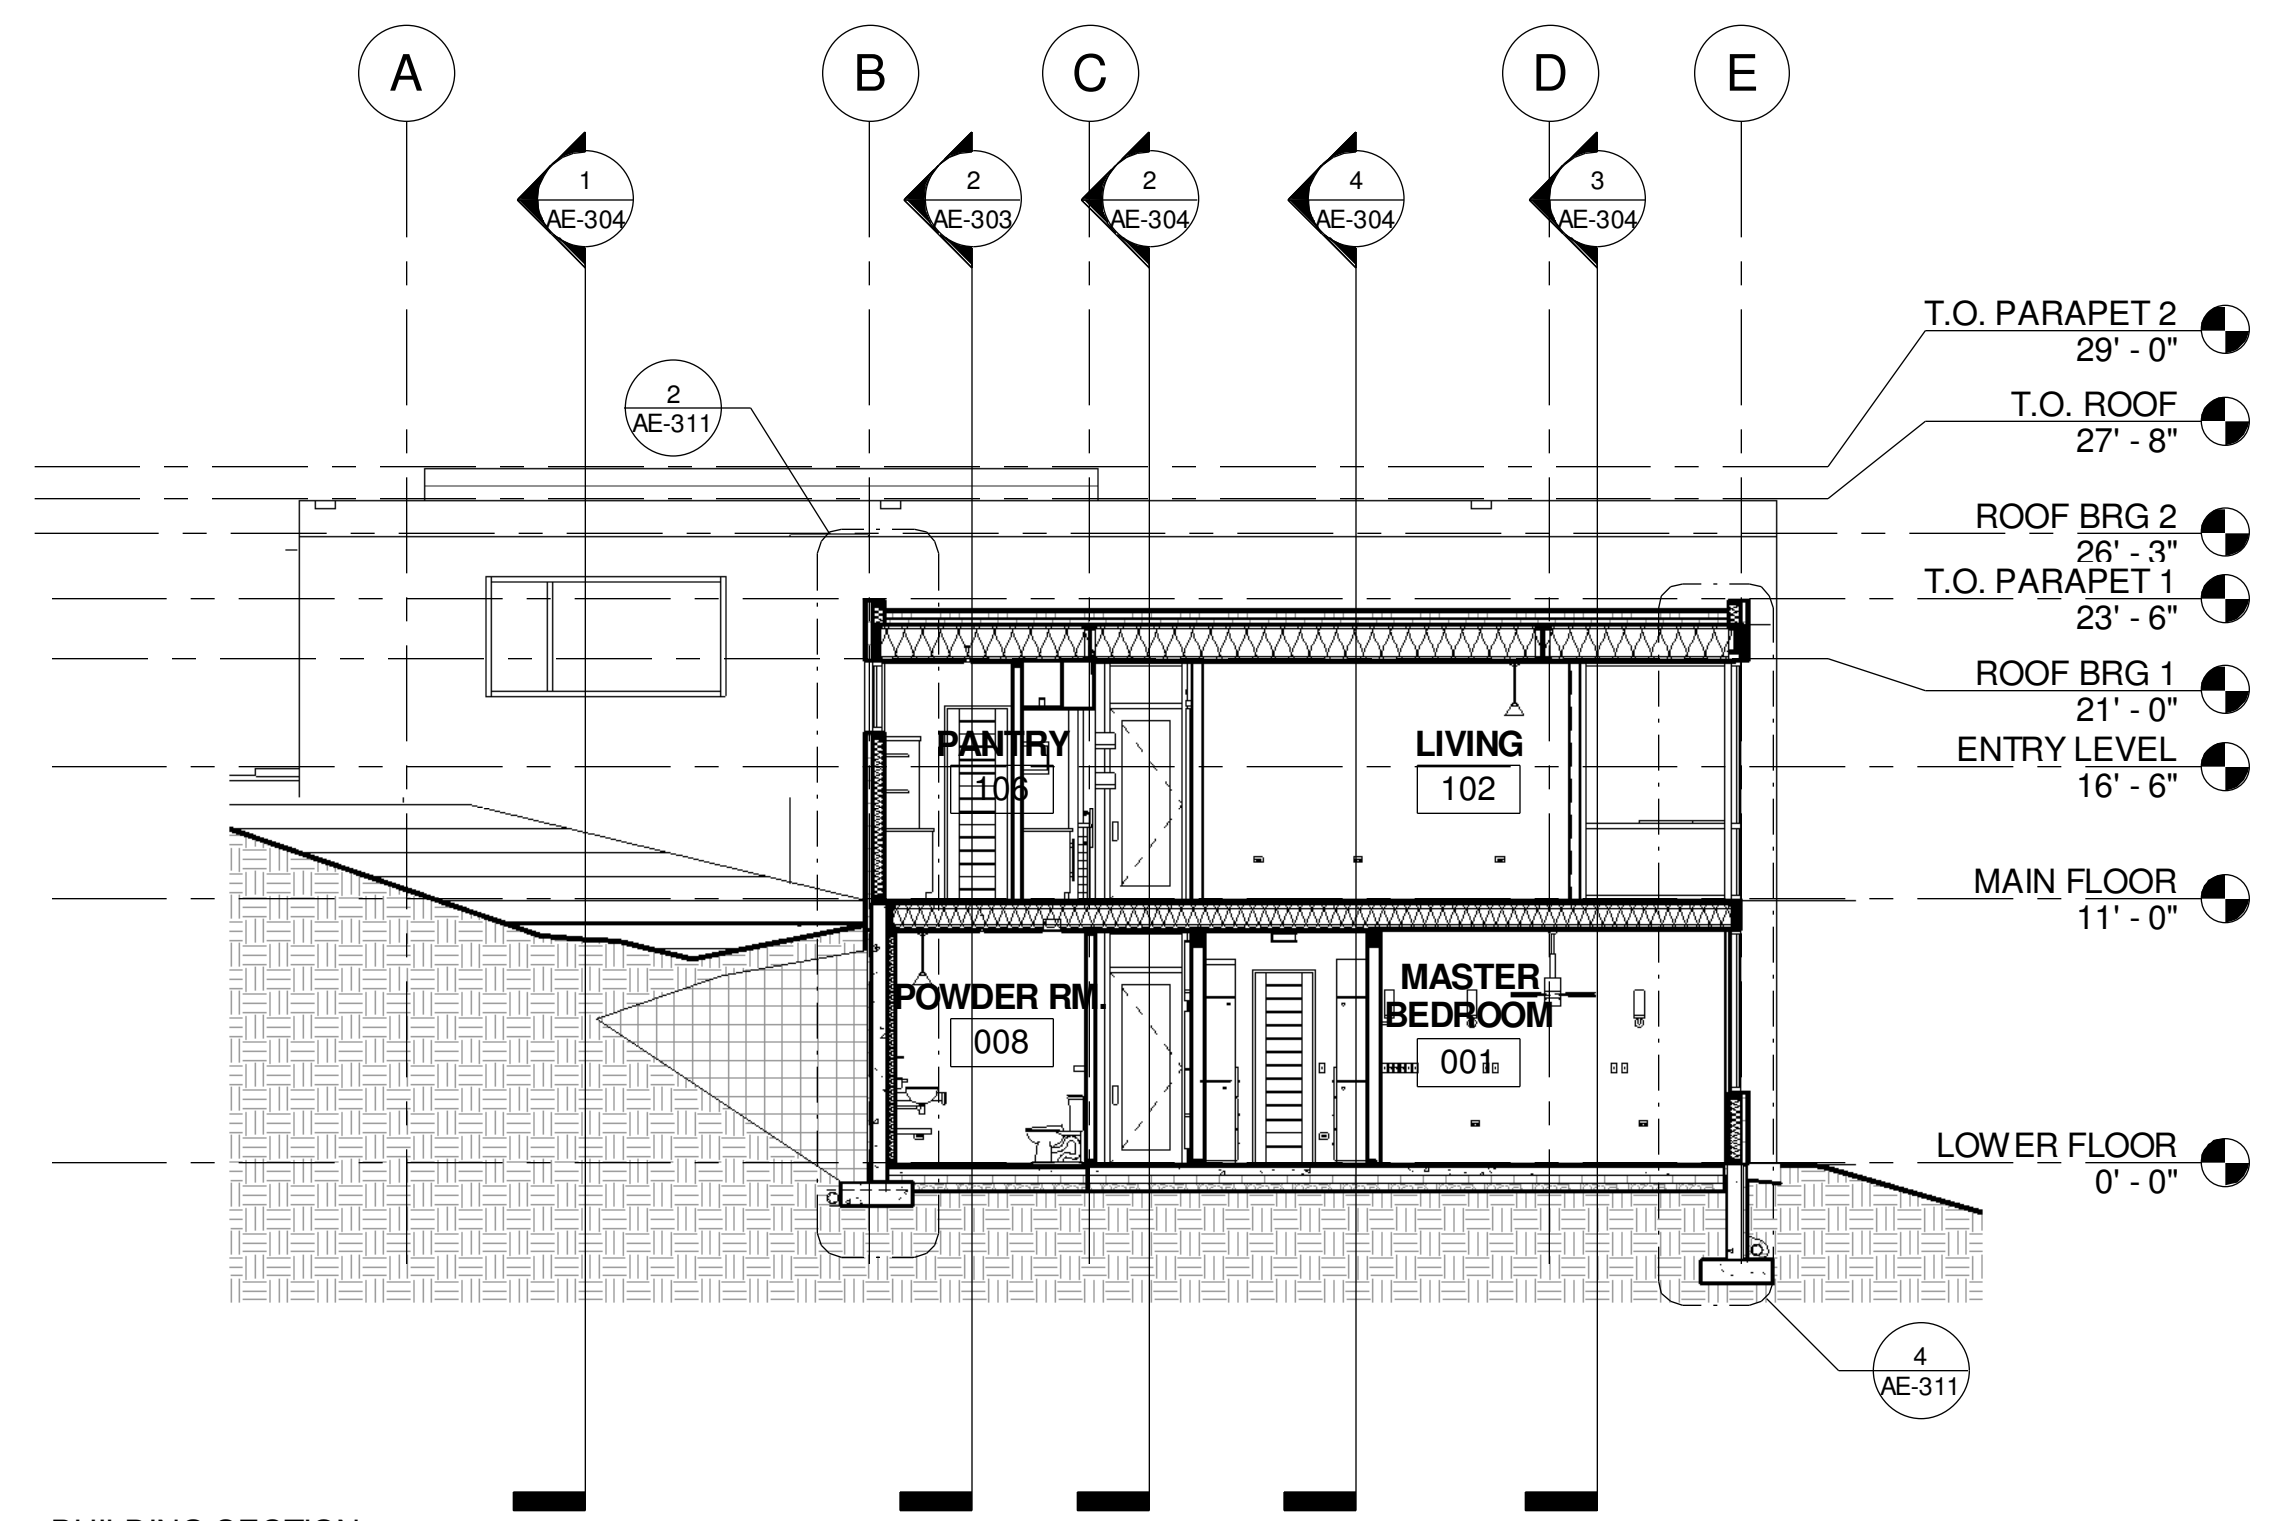 A
B
C
D
E
1
AE-304
2
AE-303
2
AE-304
4
AE-304
3
AE-304
T.O. PARAPET 2
29' - 0"
2
AE-311
T.O. ROOF
27' - 8"
ROOF BRG 2
26' - 3"
T.O. PARAPET 1
23' - 6"
ROOF BRG 1
21' - 0"
PANTRY
106
LIVING
102
ENTRY LEVEL
16' - 6"
MAIN FLOOR
11' - 0"
POWDER RM.
008
MASTER
BEDROOM
001
LOWER FLOOR
0' - 0"
4
AE-311
BUILDING SECTION